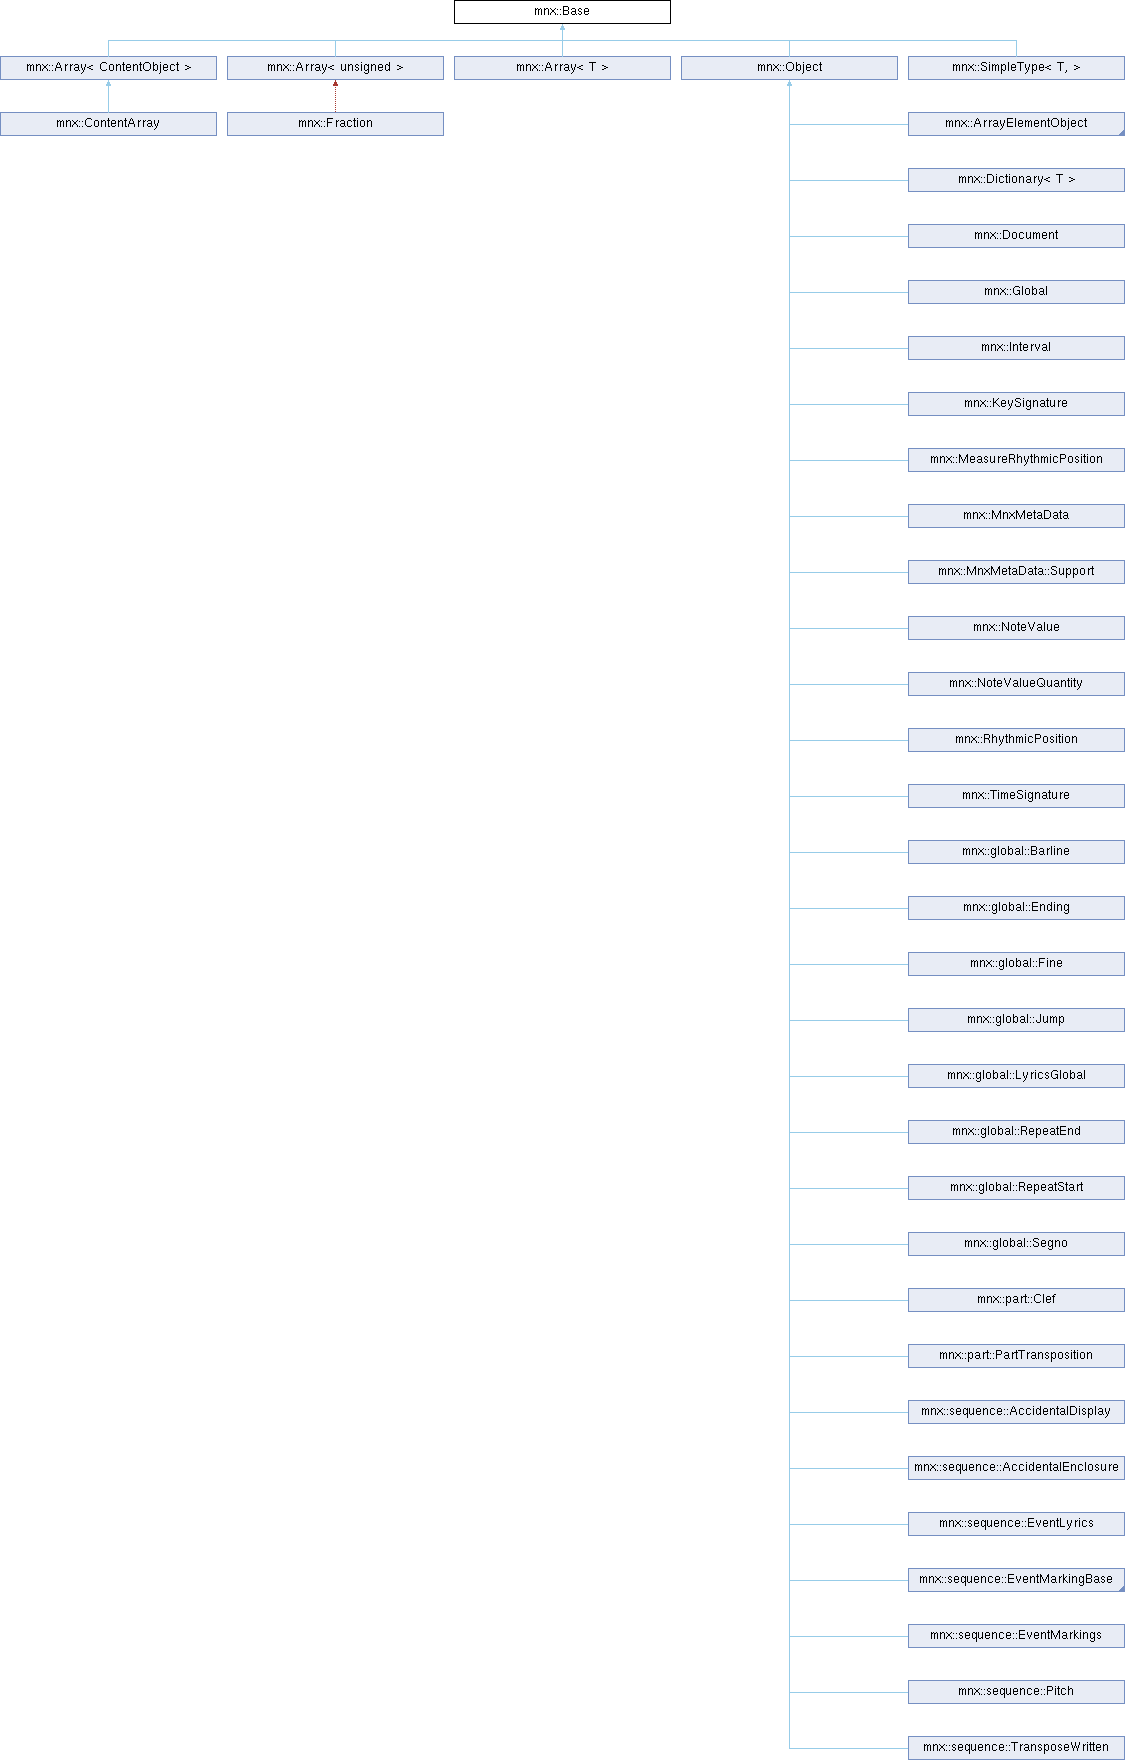 mnx::Base
mnx::Array< ContentObject >
mnx::Array< unsigned >
mnx::Array< T >
mnx::Object
mnx::SimpleType< T, >
mnx::ContentArray
mnx::Fraction
mnx::ArrayElementObject
mnx::Dictionary< T >
mnx::Document
mnx::Global
mnx::Interval
mnx::KeySignature
mnx::MeasureRhythmicPosition
mnx::MnxMetaData
mnx::MnxMetaData::Support
mnx::NoteValue
mnx::NoteValueQuantity
mnx::RhythmicPosition
mnx::TimeSignature
mnx::global::Barline
mnx::global::Ending
mnx::global::Fine
mnx::global::Jump
mnx::global::LyricsGlobal
mnx::global::RepeatEnd
mnx::global::RepeatStart
mnx::global::Segno
mnx::part::Clef
mnx::part::PartTransposition
mnx::sequence::AccidentalDisplay
mnx::sequence::AccidentalEnclosure
mnx::sequence::EventLyrics
mnx::sequence::EventMarkingBase
mnx::sequence::EventMarkings
mnx::sequence::Pitch
mnx::sequence::TransposeWritten